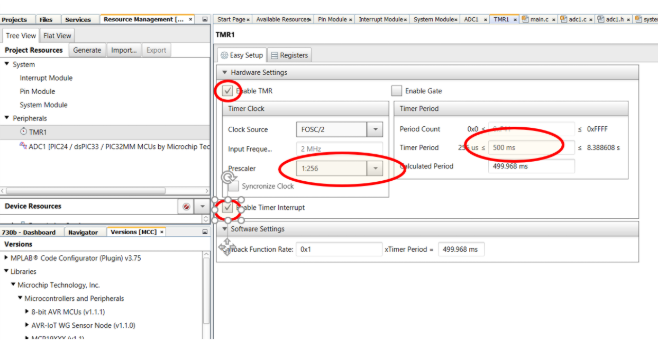 Projects Files Services Resource Management [... ×
Start Page × Available Resources× Pin Module × Interrupt Module× System Module× ADC1 × TMR1 × main.c × adc1.c × adc1.h × syste
Tree View Flat View
Project Resources Generate Import... Export
▼ System
Interrupt Module
Pin Module
System Module
▼ Peripherals
TMR1
ADC1 [PIC24 / dsPIC33 / PIC32MM MCUs by Microchip Tec
Device Resources
730b - Dashboard Navigator Versions [MCC] ×
Versions
▶ MPLAB® Code Configurator (Plugin) v3.75
▼ Libraries
▼ Microchip Technology, Inc.
▼ Microcontrollers and Peripherals
▶ 8-bit AVR MCUs (v1.1.1)
▶ AVR-IoT WG Sensor Node (v1.1.0)
TMR1
Easy Setup Registers
▼ Hardware Settings
Enable TMR Enable Gate
Timer Clock
Clock Source FOSC/2
Input Freque... 2 MHz
Prescaler 1:256
Syncronize Clock
Timer Period
Period Count 0x0 ≤ ≤ 0xFFFF
Timer Period us ≤ 500 ms ≤ 8.388608 s
Calculated Period 499.968 ms
Enable Timer Interrupt
▼ Software Settings
Function Rate: 0x1 xTimer Period = 499.968 ms